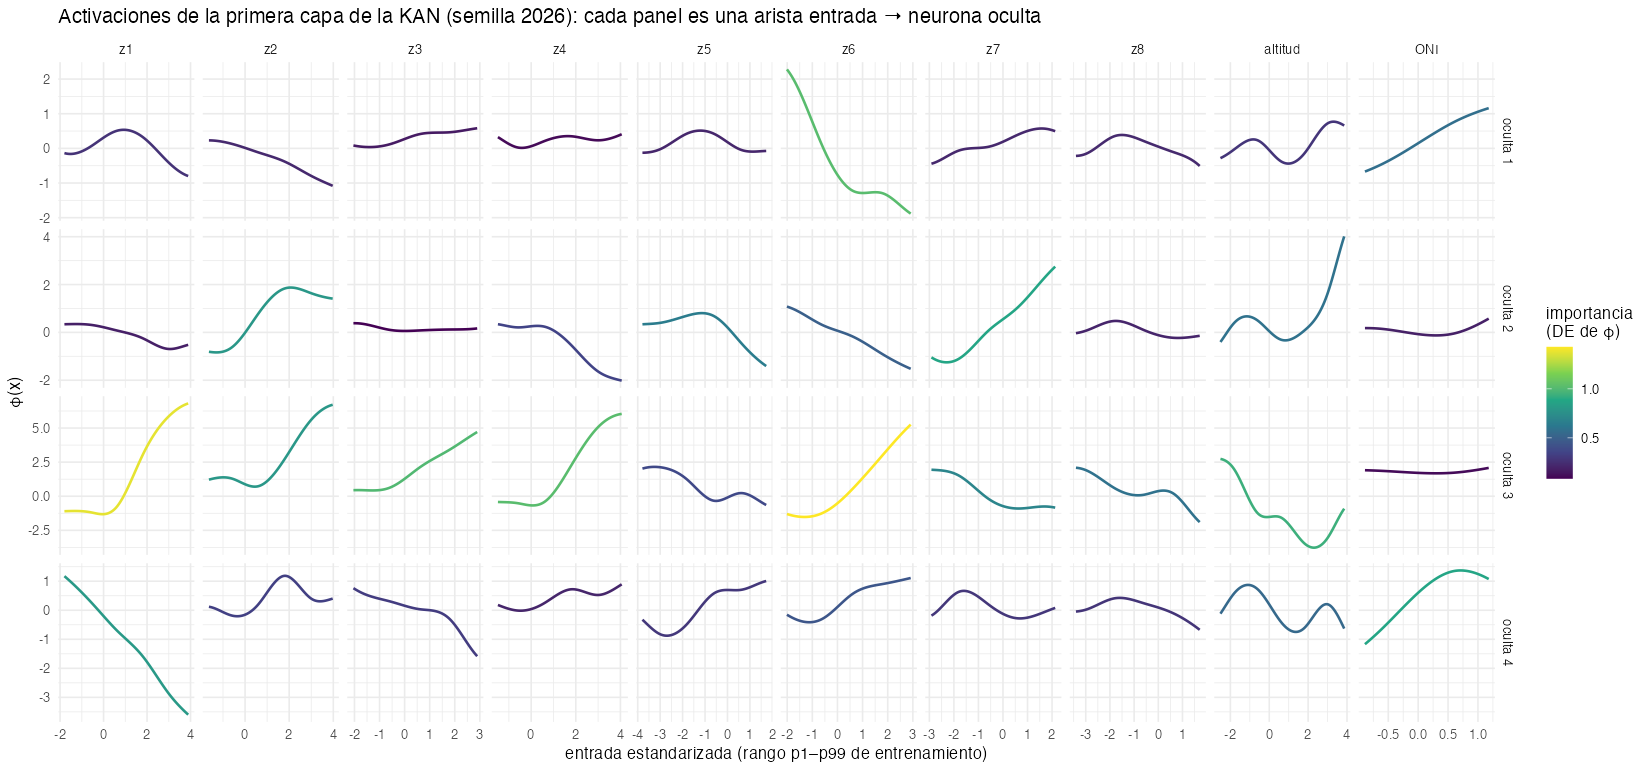 Activaciones de la primera capa de la KAN (semilla 2026): cada panel es una arista entrada → neurona oculta
z1 z2 z3 z4 z5 z6 z7 z8 altitud ONI
2
1
0
-1
-2
oculta 1
4
2
0
-2
oculta 2
5.0
2.5
0.0
-2.5
oculta 3
1
0
-1
-2
-3
oculta 4
-2 0 2 4 0 2 4 -2 -1 0 1 2 3 0 2 4 -4 -3 -2 -1 0 1 2 -2 -1 0 1 2 3 -3 -2 -1 0 1 2 -3 -2 -1 0 1 -2 0 2 4 -0.5 0.0 0.5 1.0
entrada estandarizada (rango p1–p99 de entrenamiento)
φ(x)
importancia
(DE de φ)
1.0
0.5